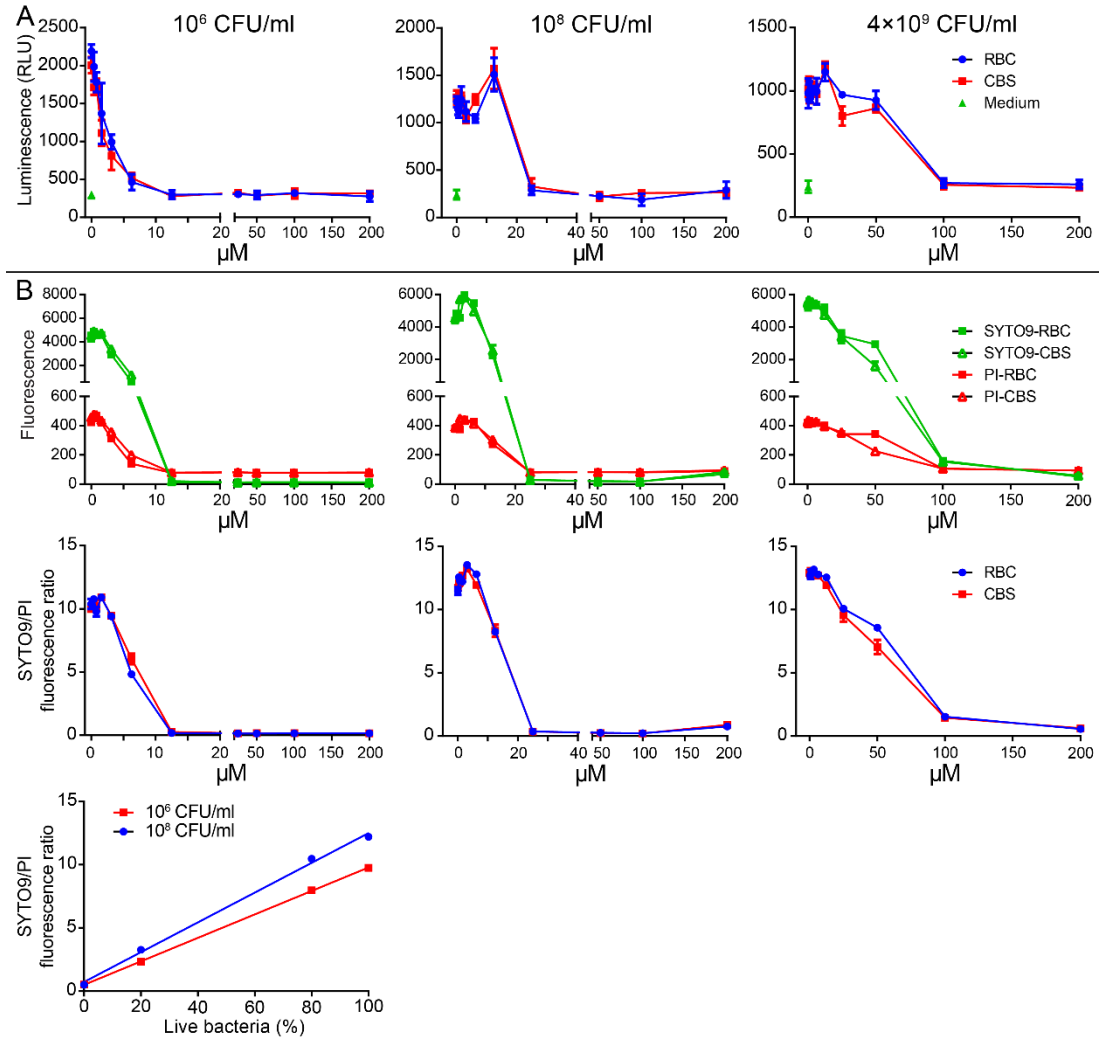 A
10⁶ CFU/ml
10⁸ CFU/ml
4×10⁹ CFU/ml
Luminescence (RLU)
2500
2000
1500
1000
500
0
0 5 10 12 20 50 100 150 200
µM
2000
1500
1000
500
0
0 20 40 50 100 150 200
µM
1500
1000
500
0
0 50 100 150 200
µM
RBC
CBS
Medium
B
Fluorescence
8000
6000
4000
2000
600
400
200
0
0 5 10 12 20 50 100 150 200
µM
6000
4000
2000
600
400
200
0
0 20 40 50 100 150 200
µM
6000
4000
2000
600
400
200
0
0 50 100 150 200
µM
SYTO9-RBC
SYTO9-CBS
PI-RBC
PI-CBS
SYTO9/PI
fluorescence ratio
15
10
5
0
0 5 10 12 20 50 100 150 200
µM
15
10
5
0
0 20 40 50 100 150 200
µM
15
10
5
0
0 50 100 150 200
µM
RBC
CBS
SYTO9/PI
fluorescence ratio
15
10
5
0
10⁶ CFU/ml
10⁸ CFU/ml
0 20 40 60 80 100
Live bacteria (%)